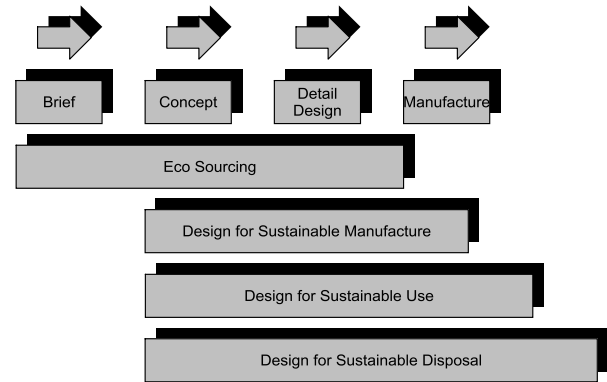 Brief
Concept
Detail
Design
Manufacture
Eco Sourcing
Design for Sustainable Manufacture
Design for Sustainable Use
Design for Sustainable Disposal